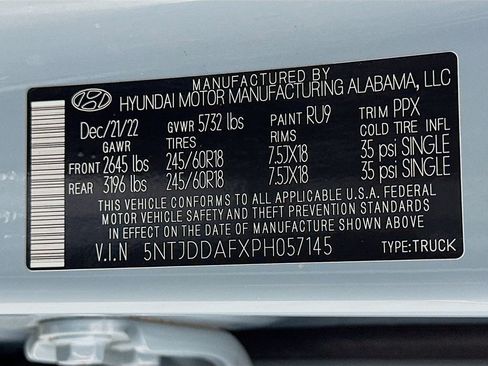 MANUFACTURED BY
HYUNDAI MOTOR MANUFACTURING ALABAMA, LLC
Dec/21/22 GVWR 5732 lbs PAINT RU9 TRIM PPX
GAWR TIRES RIMS COLD TIRE INFL
FRONT 2645 lbs 245/60R18 7.5JX18 35 psi SINGLE
REAR 3196 lbs 245/60R18 7.5JX18 35 psi SINGLE
THIS VEHICLE CONFORMS TO ALL APPLICABLE U.S.A. FEDERAL
MOTOR VEHICLE SAFETY AND THEFT PREVENTION STANDARDS
IN EFFECT ON THE DATE OF MANUFACTURE SHOWN ABOVE.
V.I.N 5NTJDDAFXPH057145 TYPE:TRUCK